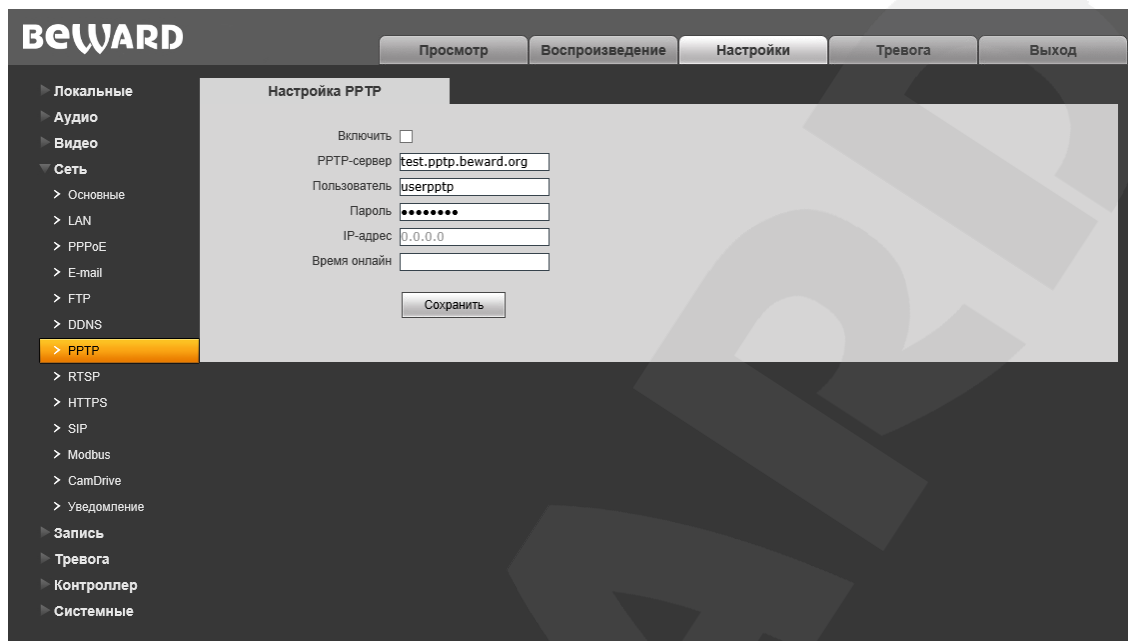 BEWARD
Просмотр
Воспроизведение
Настройки
Тревога
Выход
Локальные
Аудио
Видео
Сеть
Основные
LAN
PPPoE
E-mail
FTP
DDNS
PPTP
RTSP
HTTPS
SIP
Modbus
CamDrive
Уведомление
Запись
Тревога
Контроллер
Системные
Настройка PPTP
Включить
PPTP-сервер test.pptp.beward.org
Пользователь userpptp
Пароль ••••••••
IP-адрес 0.0.0.0
Время онлайн
Сохранить